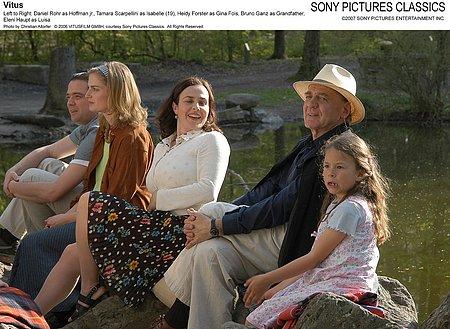 Vitus
Left to Right: Daniel Rohr as Hoffman jr., Tamara Scarpellini as Isabelle (19), Heidy Forster as Gina Fois, Bruno Ganz as Grandfather,
Eleni Haupt as Luisa
Photo by Christian Altorfer © 2006 VITUSFILM GMBH, courtesy Sony Pictures Classics. All Rights Reserved.
SONY PICTURES CLASSICS
©2007 SONY PICTURES ENTERTAINMENT INC.